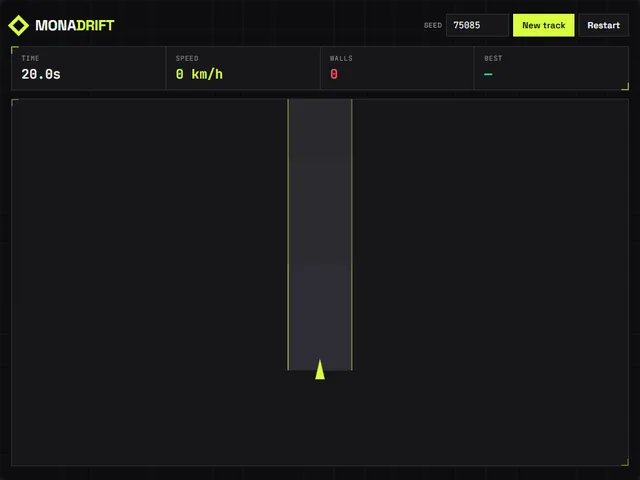 MONADRIFT
SEED 75085 New track Restart
TIME SPEED WALLS BEST
20.0s 0 km/h 0 —